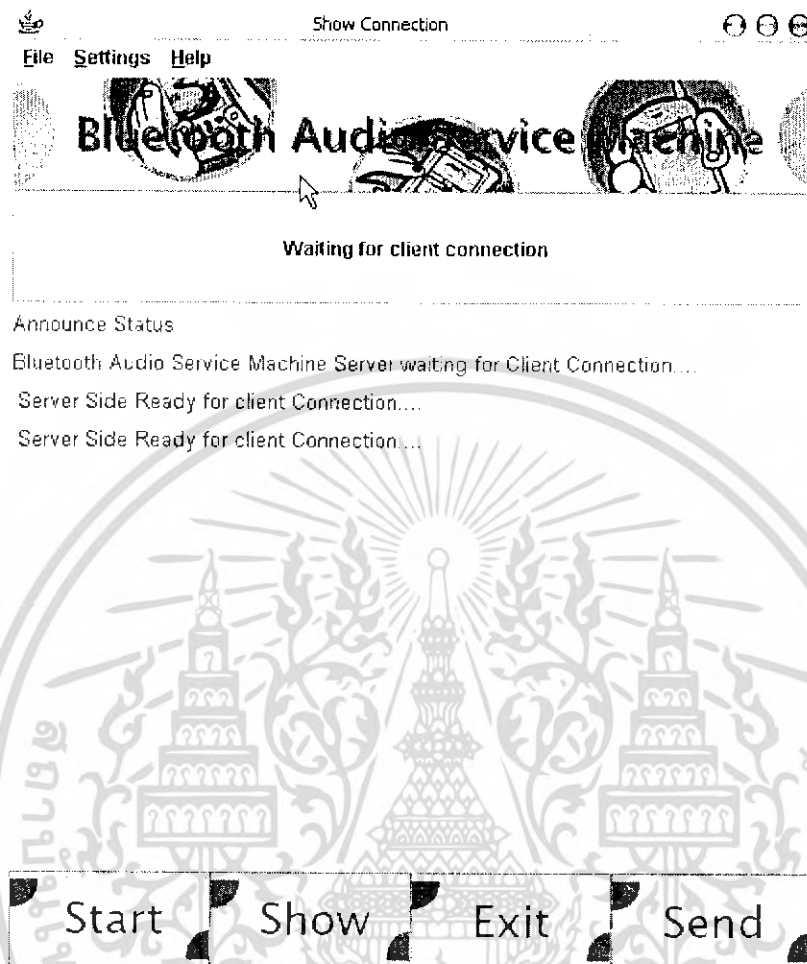 Show Connection
File Settings Help
Bluetooth Audio Service Machine
Waiting for client connection
Announce Status
Bluetooth Audio Service Machine Server waiting for Client Connection....
Server Side Ready for client Connection....
Server Side Ready for client Connection....
Start Show Exit Send